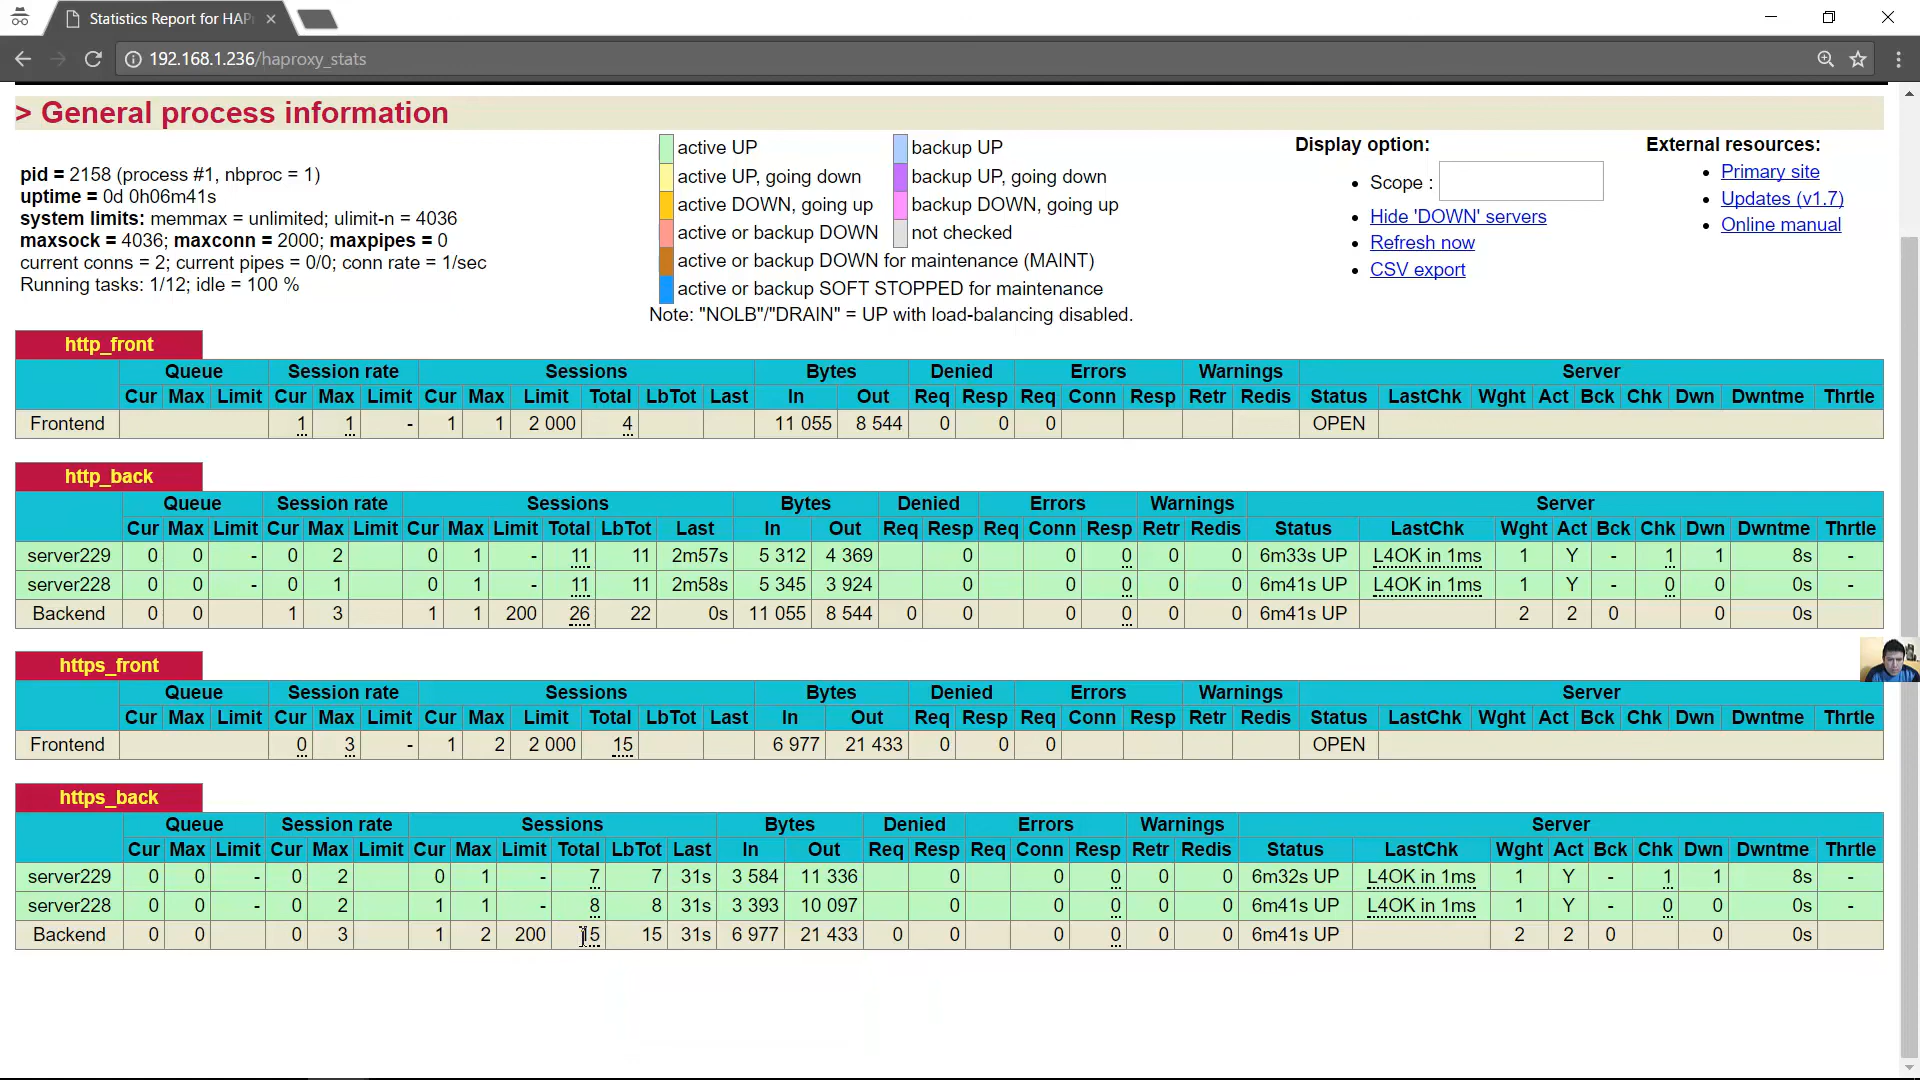 Statistics Report for HAP
192.168.1.236/haproxy_stats
> General process information
pid = 2158 (process #1, nbproc = 1)
uptime = 0d 0h06m41s
system limits: memmax = unlimited; ulimit-n = 4036
maxsock = 4036; maxconn = 2000; maxpipes = 0
current conns = 2; current pipes = 0/0; conn rate = 1/sec
Running tasks: 1/12; idle = 100 %
active UP
backup UP
active UP, going down
backup UP, going down
active DOWN, going up
backup DOWN, going up
active or backup DOWN
not checked
active or backup DOWN for maintenance (MAINT)
active or backup SOFT STOPPED for maintenance
Note: "NOLB"/"DRAIN" = UP with load-balancing disabled.
Display option:
• Scope :
• Hide 'DOWN' servers
• Refresh now
• CSV export
External resources:
• Primary site
• Updates (v1.7)
• Online manual
http_front
Queue Session rate Sessions Bytes Denied Errors Warnings Server
Cur Max Limit Cur Max Limit Cur Max Limit Total LbTot Last In Out Req Resp Req Conn Resp Retr Redis Status LastChk Wght Act Bck Chk Dwn Dwntme Thrtle
Frontend 1 1 - 1 1 2 000 4 11 055 8 544 0 0 0 OPEN
http_back
Queue Session rate Sessions Bytes Denied Errors Warnings Server
Cur Max Limit Cur Max Limit Cur Max Limit Total LbTot Last In Out Req Resp Req Conn Resp Retr Redis Status LastChk Wght Act Bck Chk Dwn Dwntme Thrtle
server229 0 0 - 0 2 0 1 - 11 11 2m57s 5 312 4 369 0 0 0 0 0 6m33s UP L4OK in 1ms 1 Y - 1 1 8s -
server228 0 0 - 0 1 0 1 - 11 11 2m58s 5 345 3 924 0 0 0 0 0 6m41s UP L4OK in 1ms 1 Y - 0 0 0s -
Backend 0 0 1 3 1 1 200 26 22 0s 11 055 8 544 0 0 0 0 0 0 6m41s UP 2 2 0 0 0s
https_front
Queue Session rate Sessions Bytes Denied Errors Warnings Server
Cur Max Limit Cur Max Limit Cur Max Limit Total LbTot Last In Out Req Resp Req Conn Resp Retr Redis Status LastChk Wght Act Bck Chk Dwn Dwntme Thrtle
Frontend 0 3 - 1 2 2 000 15 6 977 21 433 0 0 0 OPEN
https_back
Queue Session rate Sessions Bytes Denied Errors Warnings Server
Cur Max Limit Cur Max Limit Cur Max Limit Total LbTot Last In Out Req Resp Req Conn Resp Retr Redis Status LastChk Wght Act Bck Chk Dwn Dwntme Thrtle
server229 0 0 - 0 2 0 1 - 7 7 31s 3 584 11 336 0 0 0 0 0 6m32s UP L4OK in 1ms 1 Y - 1 1 8s -
server228 0 0 - 0 2 1 1 - 8 8 31s 3 393 10 097 0 0 0 0 0 6m41s UP L4OK in 1ms 1 Y - 0 0 0s -
Backend 0 0 0 3 1 2 200 15 15 31s 6 977 21 433 0 0 0 0 0 0 6m41s UP 2 2 0 0 0s